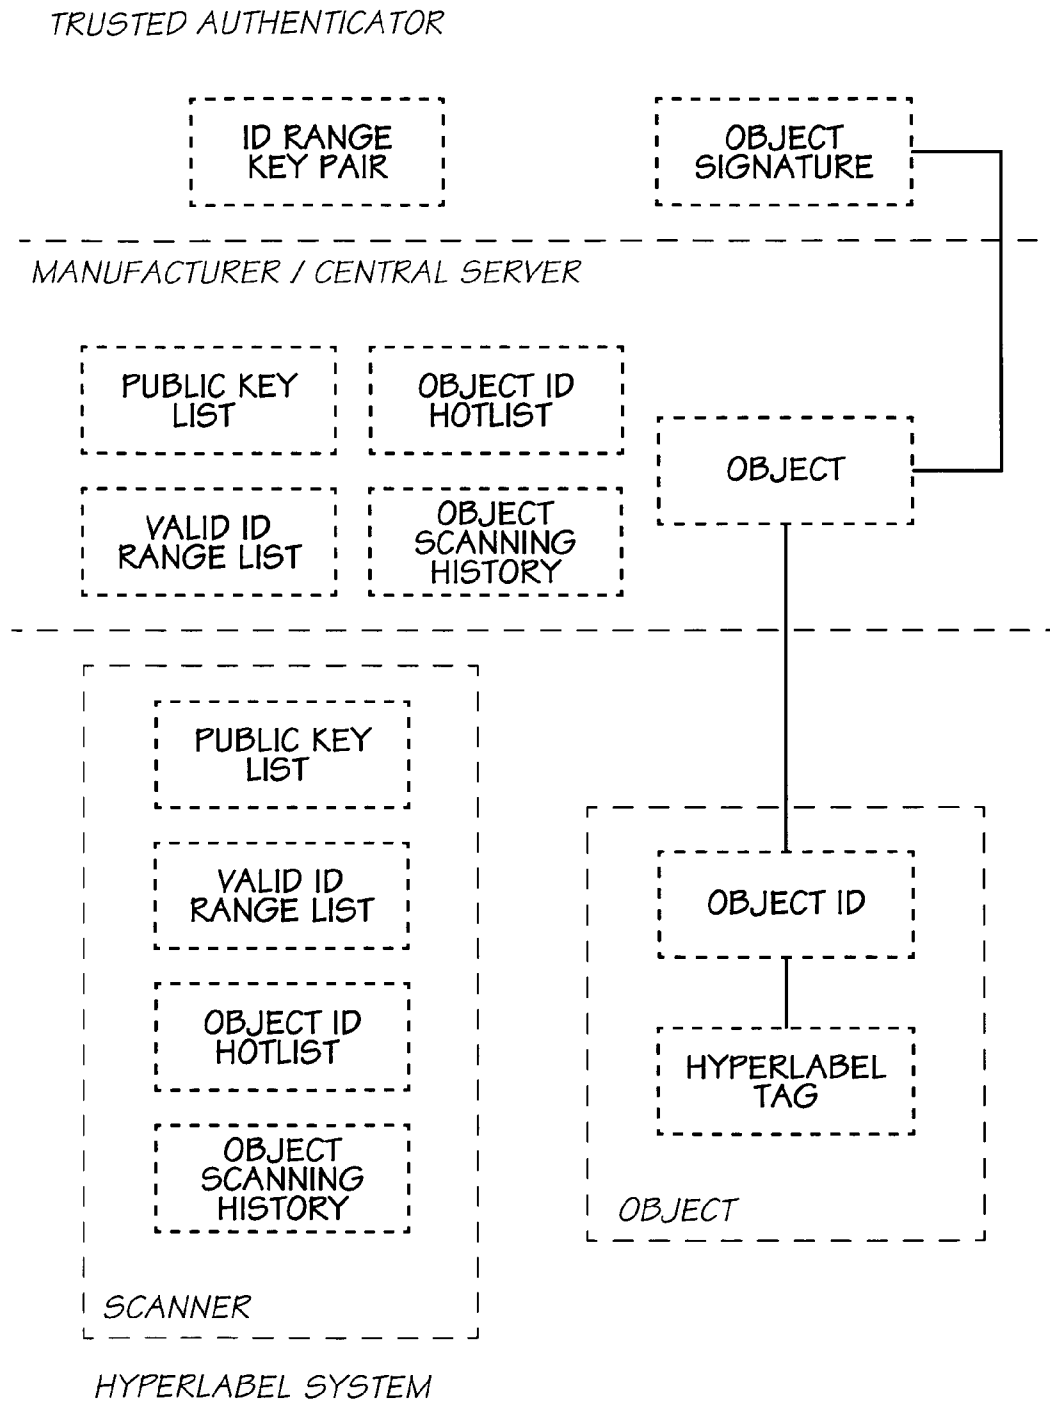 TRUSTED AUTHENTICATOR
ID RANGE
KEY PAIR
OBJECT
SIGNATURE
MANUFACTURER / CENTRAL SERVER
PUBLIC KEY
LIST
OBJECT ID
HOTLIST
OBJECT
VALID ID
RANGE LIST
OBJECT
SCANNING
HISTORY
PUBLIC KEY
LIST
VALID ID
RANGE LIST
OBJECT ID
HOTLIST
OBJECT
SCANNING
HISTORY
SCANNER
OBJECT ID
HYPERLABEL
TAG
OBJECT
HYPERLABEL SYSTEM